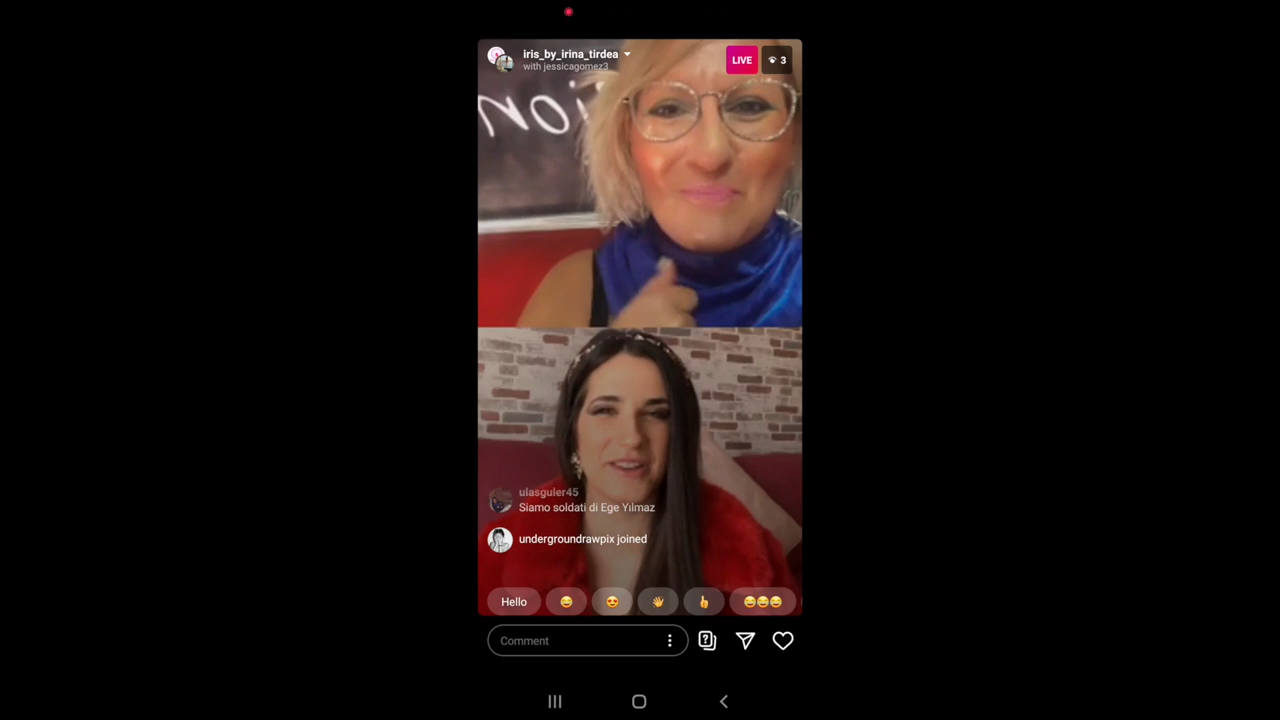 iris_by_irina_tirdea
with jessicagomez3
LIVE
3
ulasguler45
Siamo soldati di Ege Yılmaz
undergroundrawpix joined
Hello
Comment